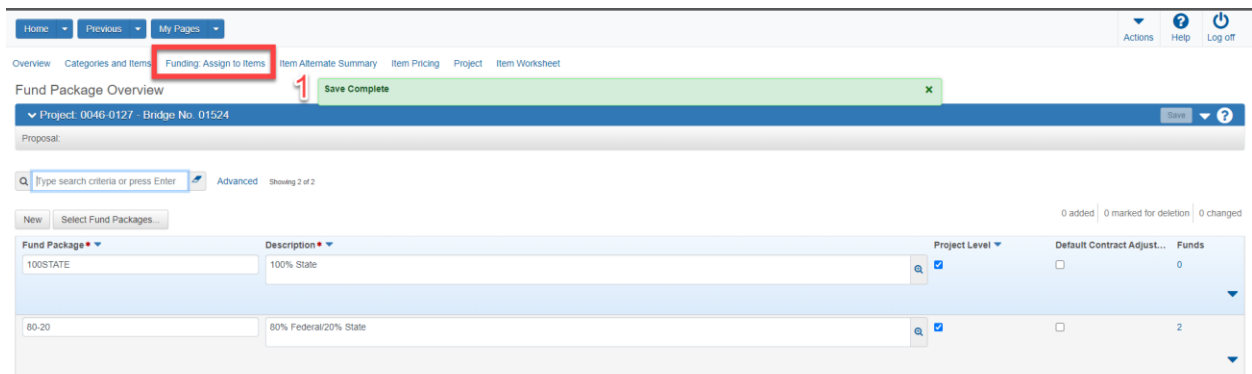 Home Previous My Pages
Actions Help Log off
Overview Categories and Items Funding: Assign to Items Item Alternate Summary Item Pricing Project Item Worksheet
Fund Package Overview
1
Save Complete x
Project: 0046-0127 - Bridge No. 01524 Save ?
Proposal:
Type search criteria or press Enter Advanced Showing 2 of 2
New Select Fund Packages... 0 added 0 marked for deletion 0 changed
Fund Package* Description* Project Level Default Contract Adjust... Funds
100STATE 100% State 0
80-20 80% Federal/20% State 2